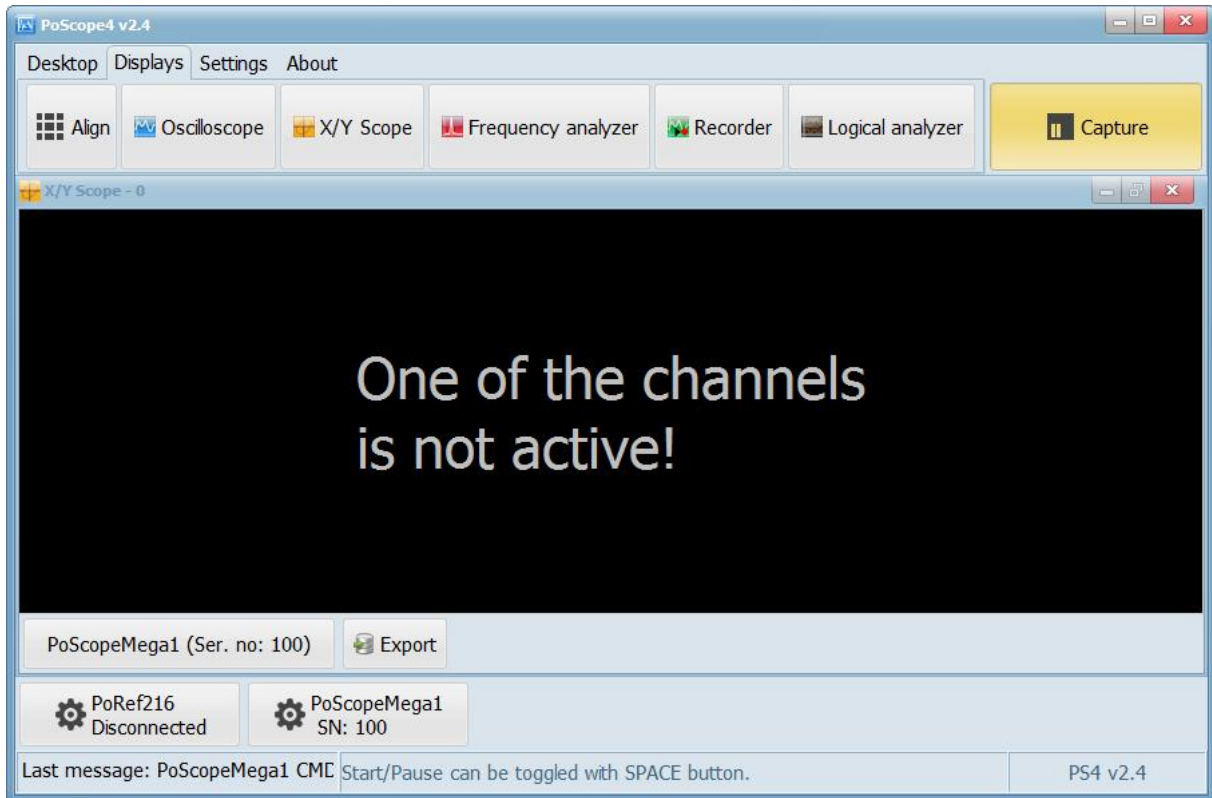 PoScope4 v2.4
Desktop Displays Settings About
Align Oscilloscope X/Y Scope Frequency analyzer Recorder Logical analyzer Capture
X/Y Scope - 0
One of the channels
is not active!
PoScopeMega1 (Ser. no: 100) Export
PoRef216
Disconnected
PoScopeMega1
SN: 100
Last message: PoScopeMega1 CMD Start/Pause can be toggled with SPACE button. PS4 v2.4